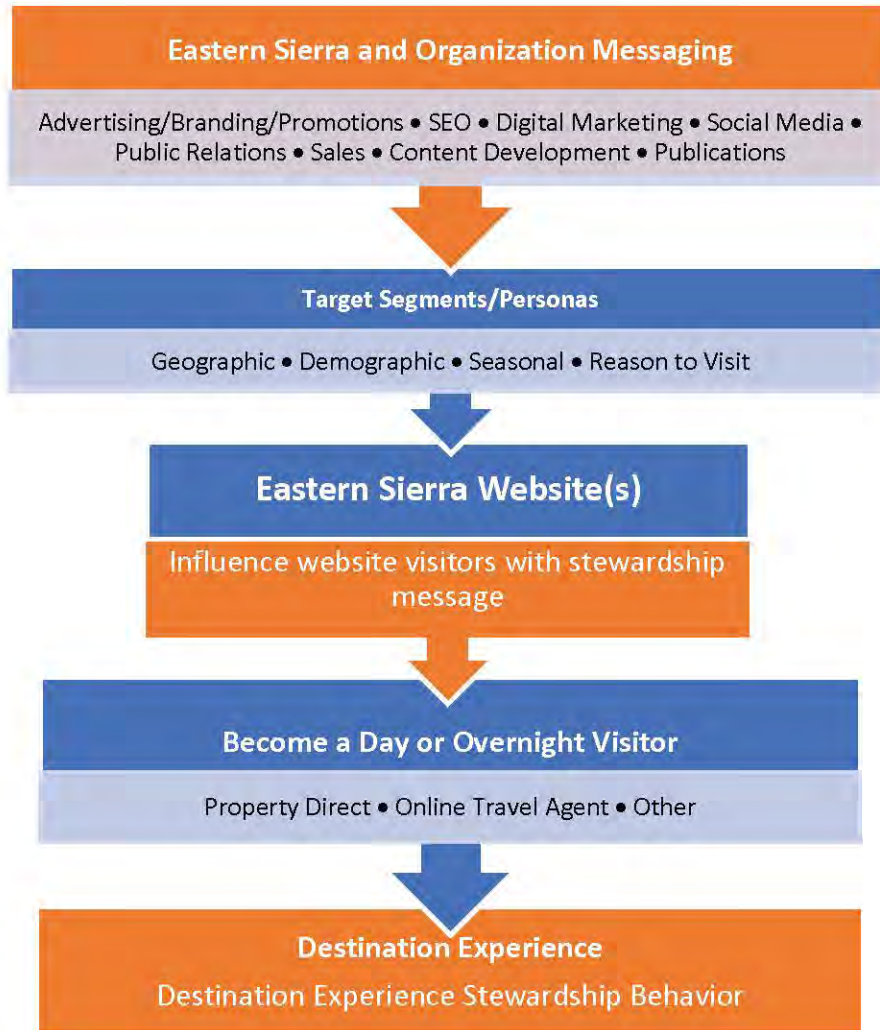 Eastern Sierra and Organization Messaging
Advertising/Branding/Promotions • SEO • Digital Marketing • Social Media •
Public Relations • Sales • Content Development • Publications
Target Segments/Personas
Geographic • Demographic • Seasonal • Reason to Visit
Eastern Sierra Website(s)
Influence website visitors with stewardship
message
Become a Day or Overnight Visitor
Property Direct • Online Travel Agent • Other
Destination Experience
Destination Experience Stewardship Behavior